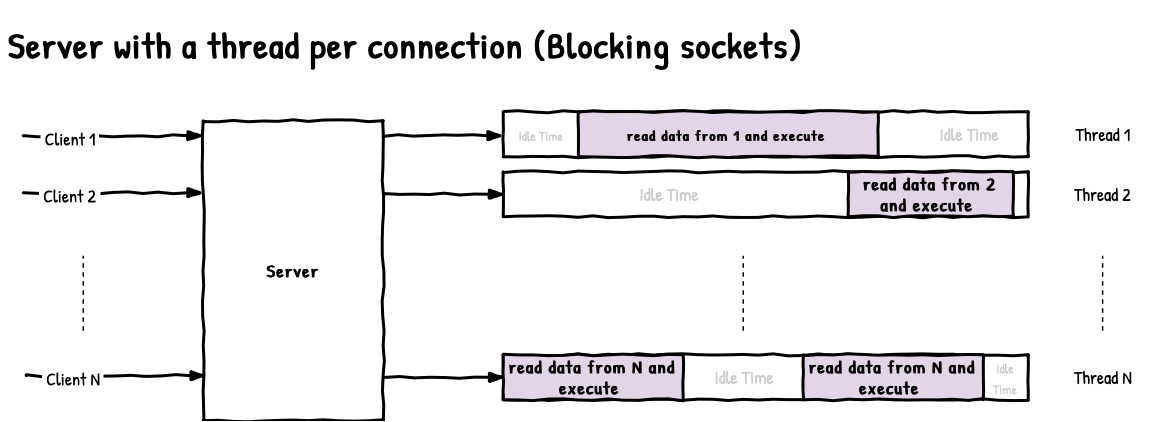 Server with a thread per connection (Blocking sockets)
Client 1
Idle Time
read data from 1 and execute
Idle Time
Thread 1
Client 2
Idle Time
read data from 2
and execute
Thread 2
Server
Client N
read data from N and
execute
Idle Time
read data from N and
execute
Idle
Time
Thread N